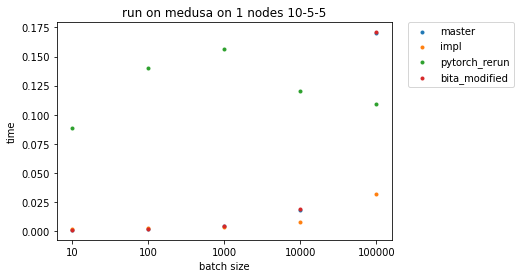 run on medusa on 1 nodes 10-5-5
0.175
0.150
0.125
0.100
0.075
0.050
0.025
0.000
time
10
100
1000
10000
100000
batch size
master
impl
pytorch_rerun
bita_modified